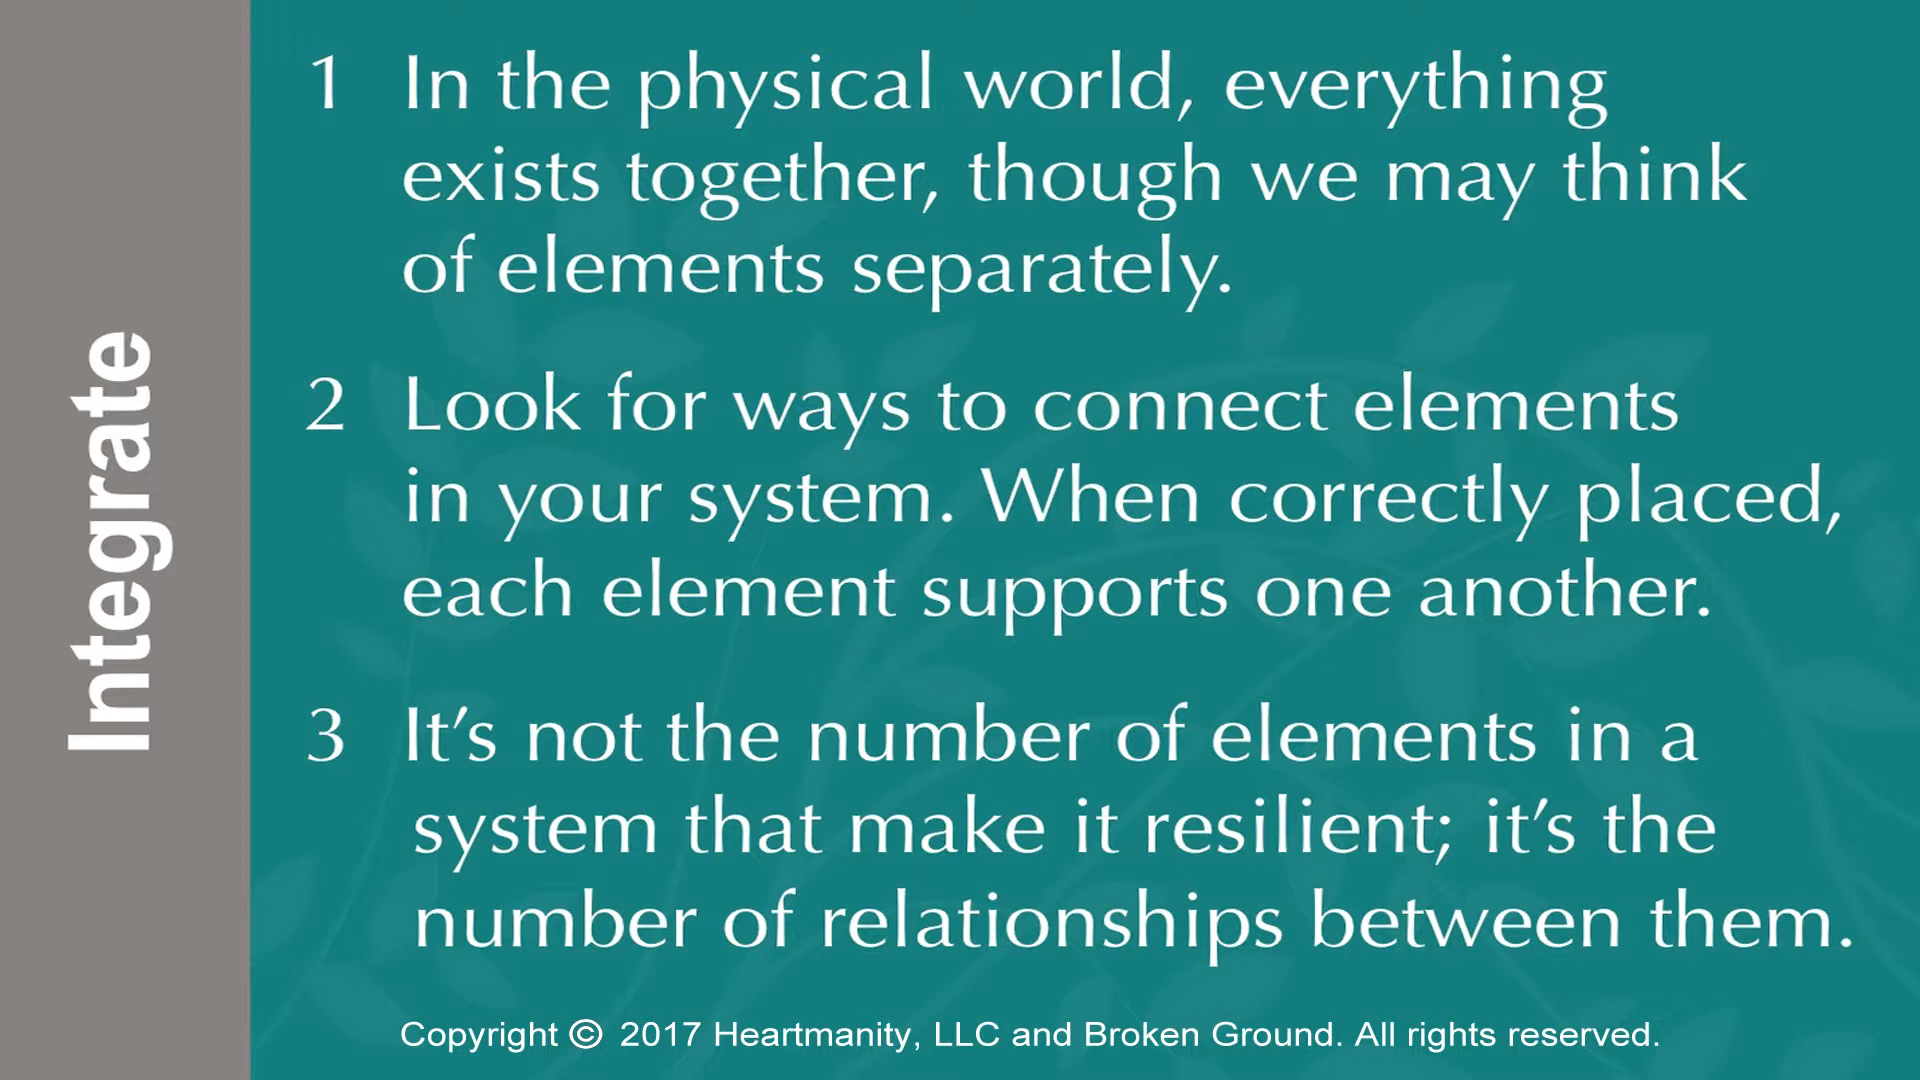 Integrate
1 In the physical world, everything
exists together, though we may think
of elements separately.
2 Look for ways to connect elements
in your system. When correctly placed,
each element supports one another.
3 It’s not the number of elements in a
system that make it resilient; it’s the
number of relationships between them.
Copyright © 2017 Heartmanity, LLC and Broken Ground. All rights reserved.